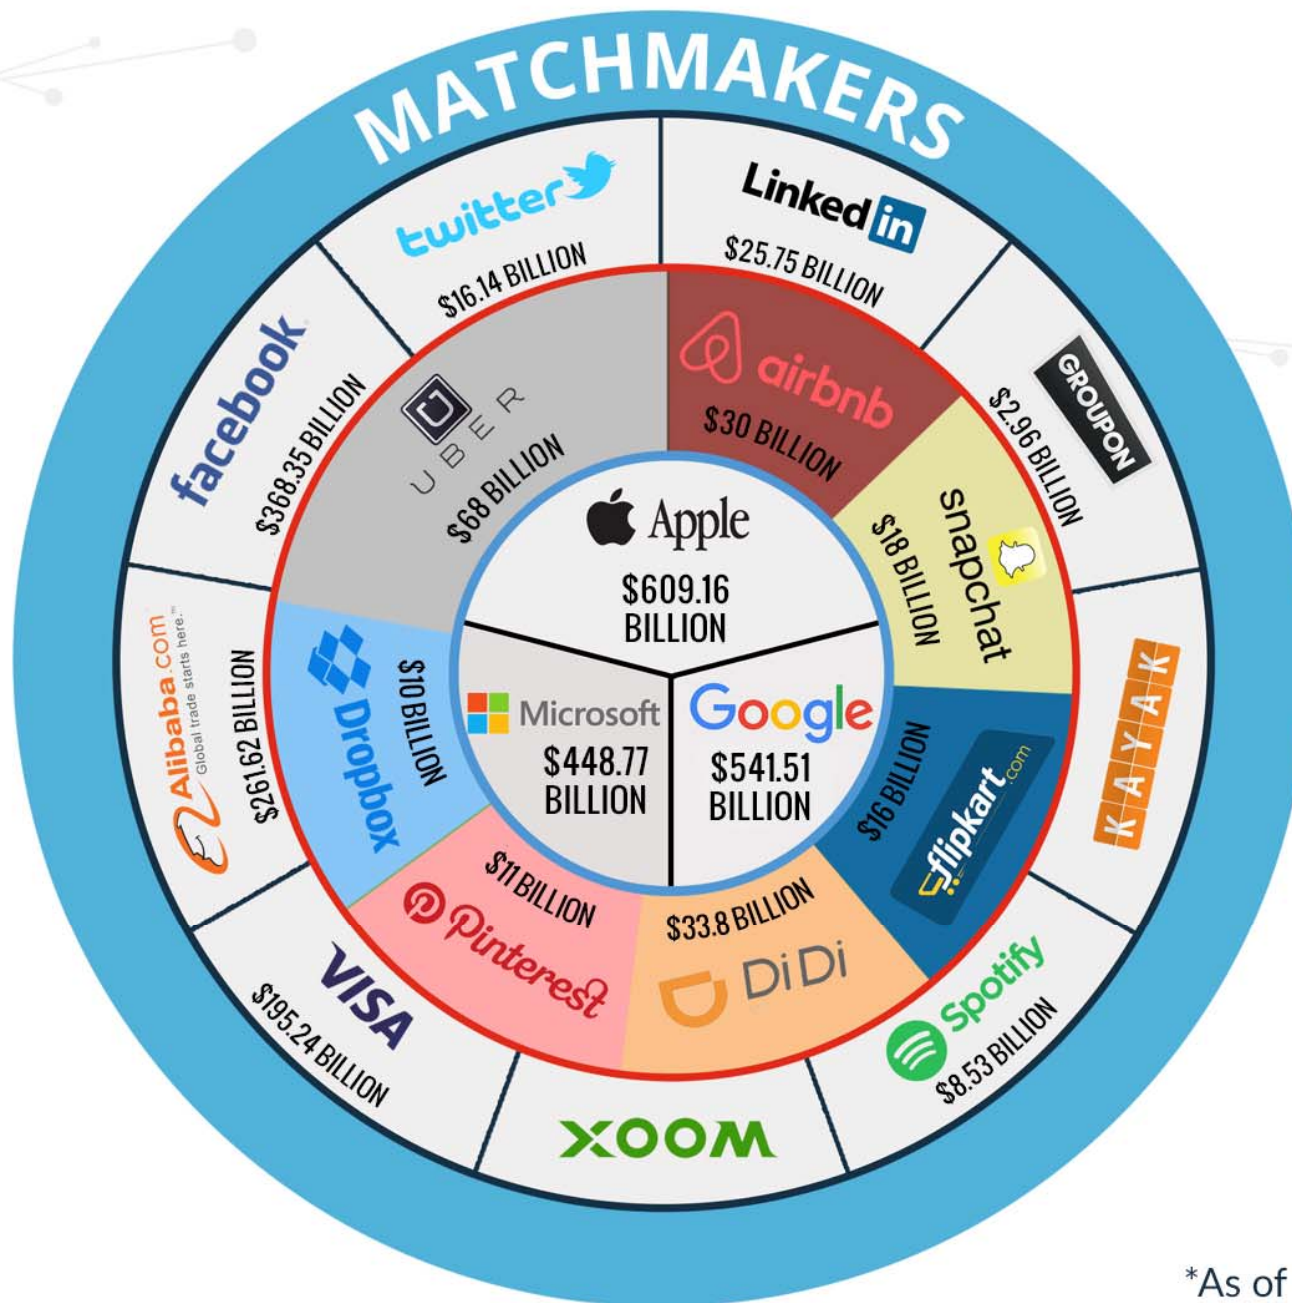 MATCHMAKERS
twitter
$16.14 BILLION
LinkedIn
$25.75 BILLION
GROUPON
$2.96 BILLION
KAYAK
Spotify
$8.53 BILLION
XOOM
VISA
$195.24 BILLION
Alibaba.com™
Global trade starts here.
$261.62 BILLION
facebook
$368.35 BILLION
UBER
$68 BILLION
airbnb
$30 BILLION
snapchat
$18 BILLION
flipkart.com
$16 BILLION
DiDi
$33.8 BILLION
Pinterest
$11 BILLION
Dropbox
$10 BILLION
Apple
$609.16
BILLION
Microsoft
$448.77
BILLION
Google
$541.51
BILLION
*As of